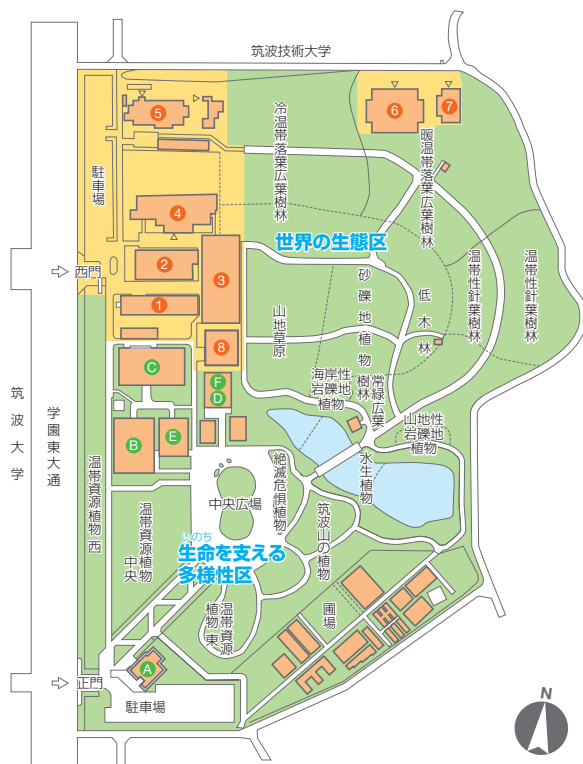 筑波技術大学
冷温帯落葉広葉樹林
暖温帯落葉広葉樹林
駐車場
5
6
7
4
世界の生態区
西門
2
3
1
8
砂礫地植物
低木林
温帯性針葉樹林
温帯性針葉樹林
山地草原
C
F
D
海岸性
岩礫地
植物
常緑広葉
樹林
山地性
岩礫地
植物
筑波大学
学園東大通
B
E
水生植物
絶滅危惧植物
中央広場
筑波山の植物
温帯資源植物 西
温帯資源植物
中央
いのち
生命を支える
多様性区
温帯資源
植物 東
圃場
A
正門
駐車場
N